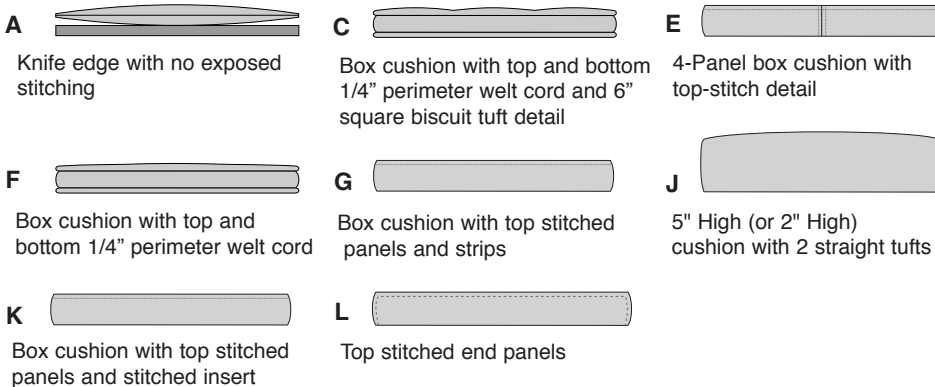 A
Knife edge with no exposed
stitching
C
Box cushion with top and bottom
1/4” perimeter welt cord and 6”
square biscuit tuft detail
E
4-Panel box cushion with
top-stitch detail
F
Box cushion with top and
bottom 1/4” perimeter welt cord
G
Box cushion with top stitched
panels and strips
J
5" High (or 2" High)
cushion with 2 straight tufts
K
Box cushion with top stitched
panels and stitched insert
L
Top stitched end panels